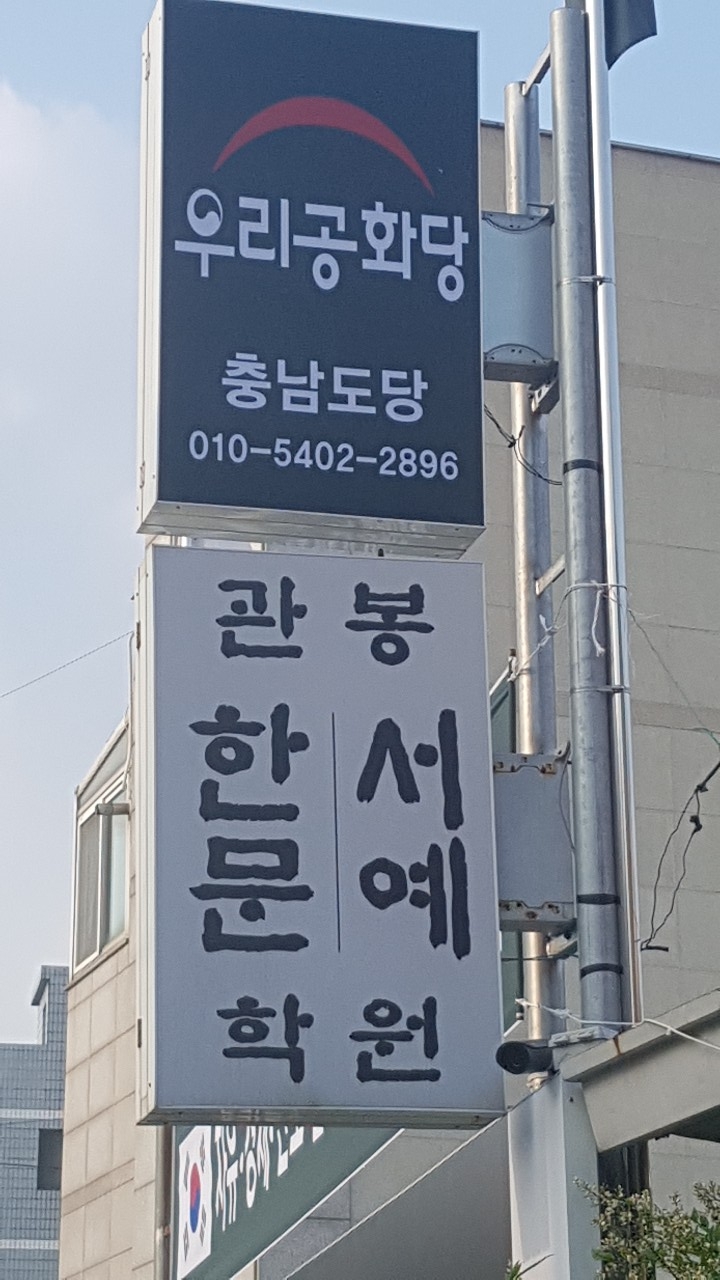 우리공화당
충남도당
010-5402-2896
관봉
한문
서예
학원